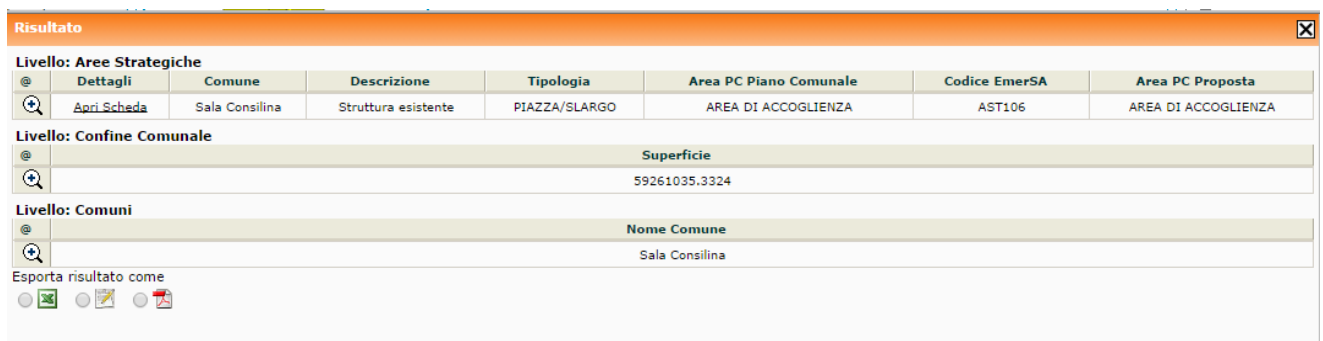 Risultato
Livello: Aree Strategiche
@ Dettagli Comune Descrizione Tipologia Area PC Piano Comunale Codice EmerSA Area PC Proposta
Apri Scheda Sala Consilina Struttura esistente PIAZZA/SLARGO AREA DI ACCOGLIENZA AST106 AREA DI ACCOGLIENZA
Livello: Confine Comunale
@ Superficie
59261035.3324
Livello: Comuni
@ Nome Comune
Sala Consilina
Esporta risultato come